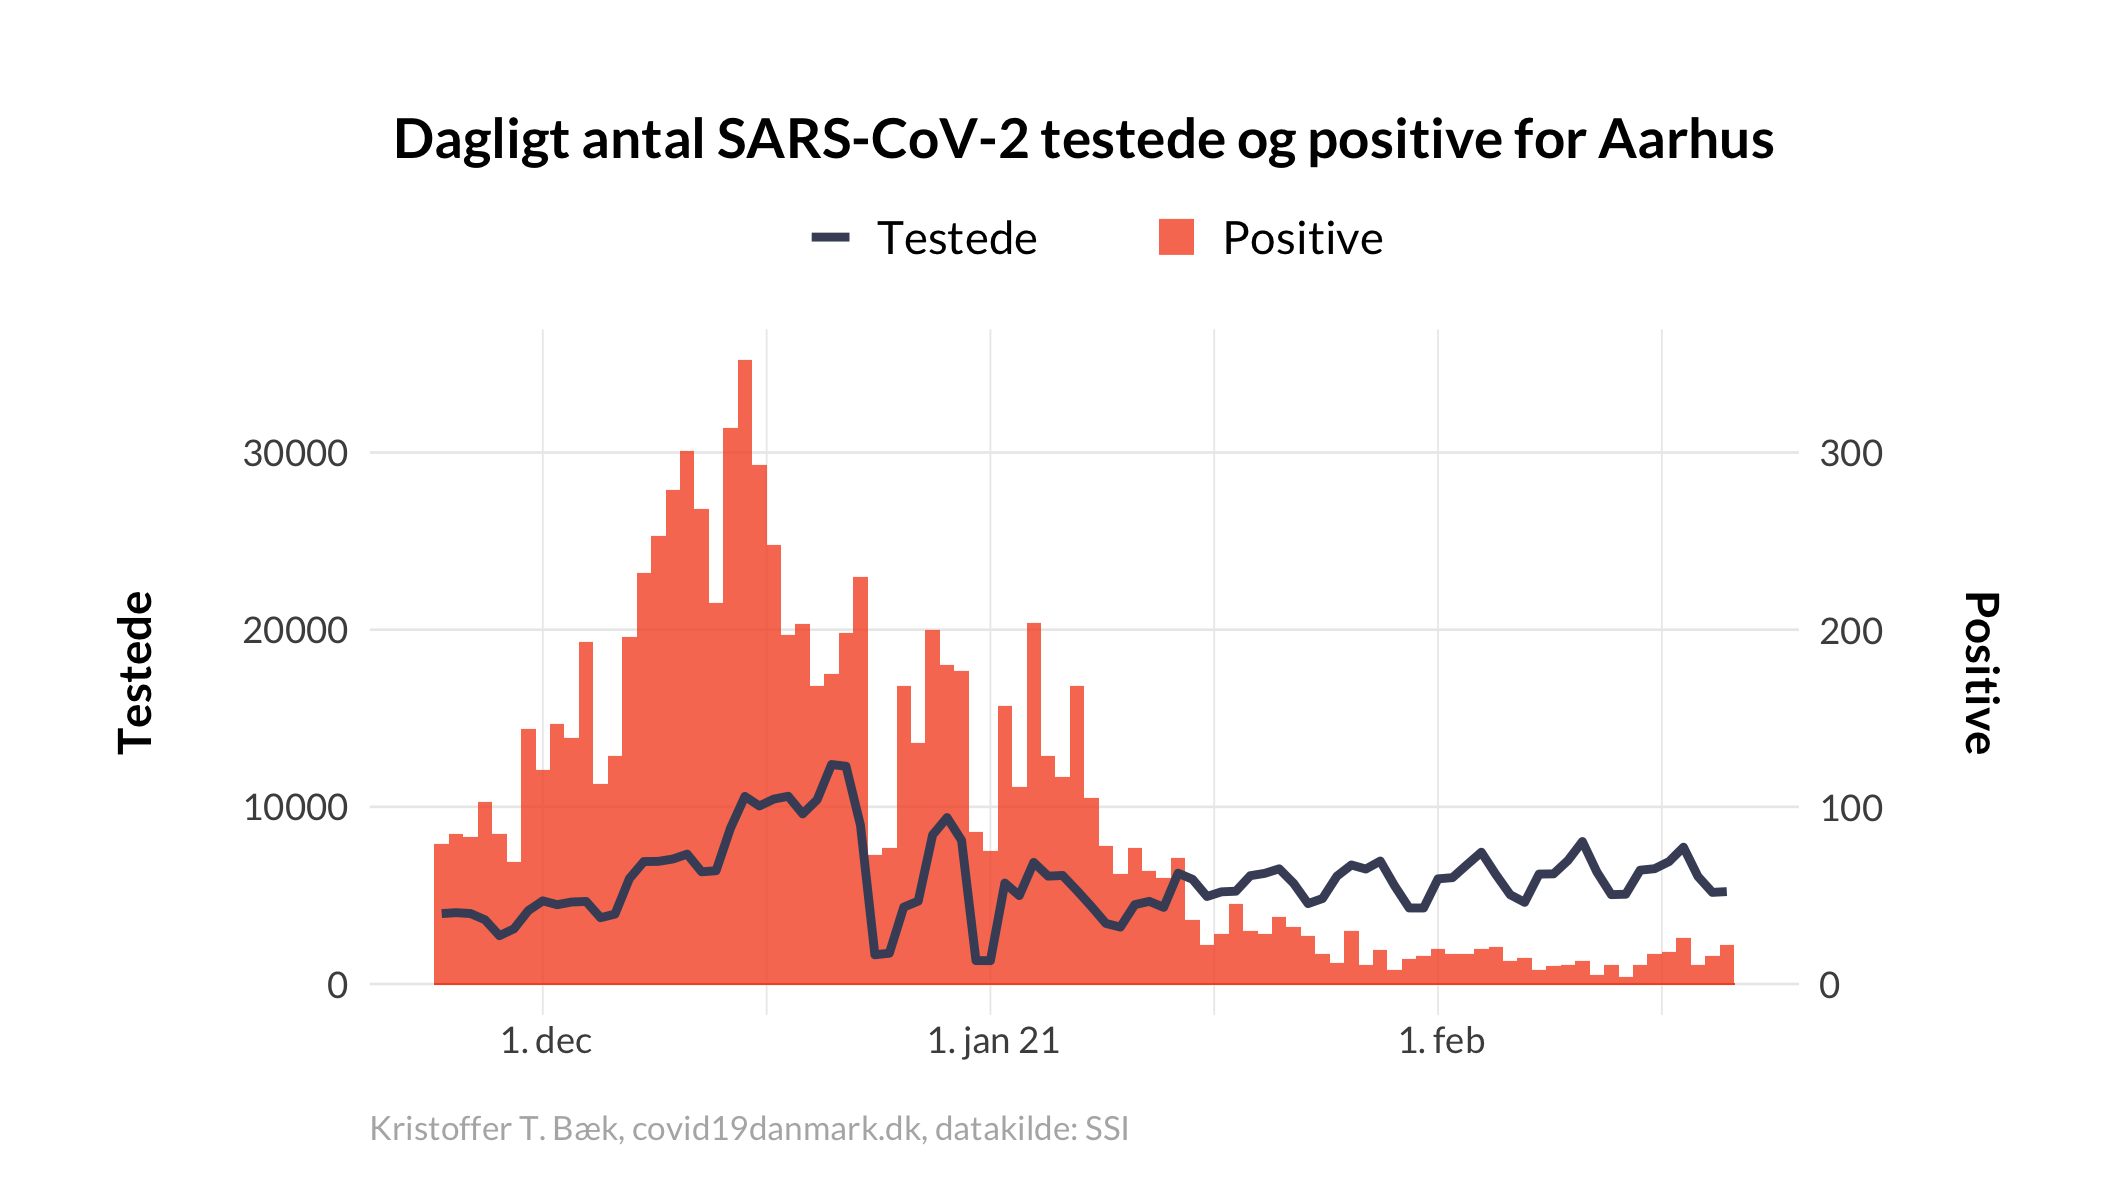 Dagligt antal SARS-CoV-2 testede og positive for Aarhus
Testede
Positive
30000
20000
10000
0
300
200
100
0
Testede
Positive
1. dec
1. jan 21
1. feb
Kristoffer T. Bæk, covid19danmark.dk, datakilde: SSI